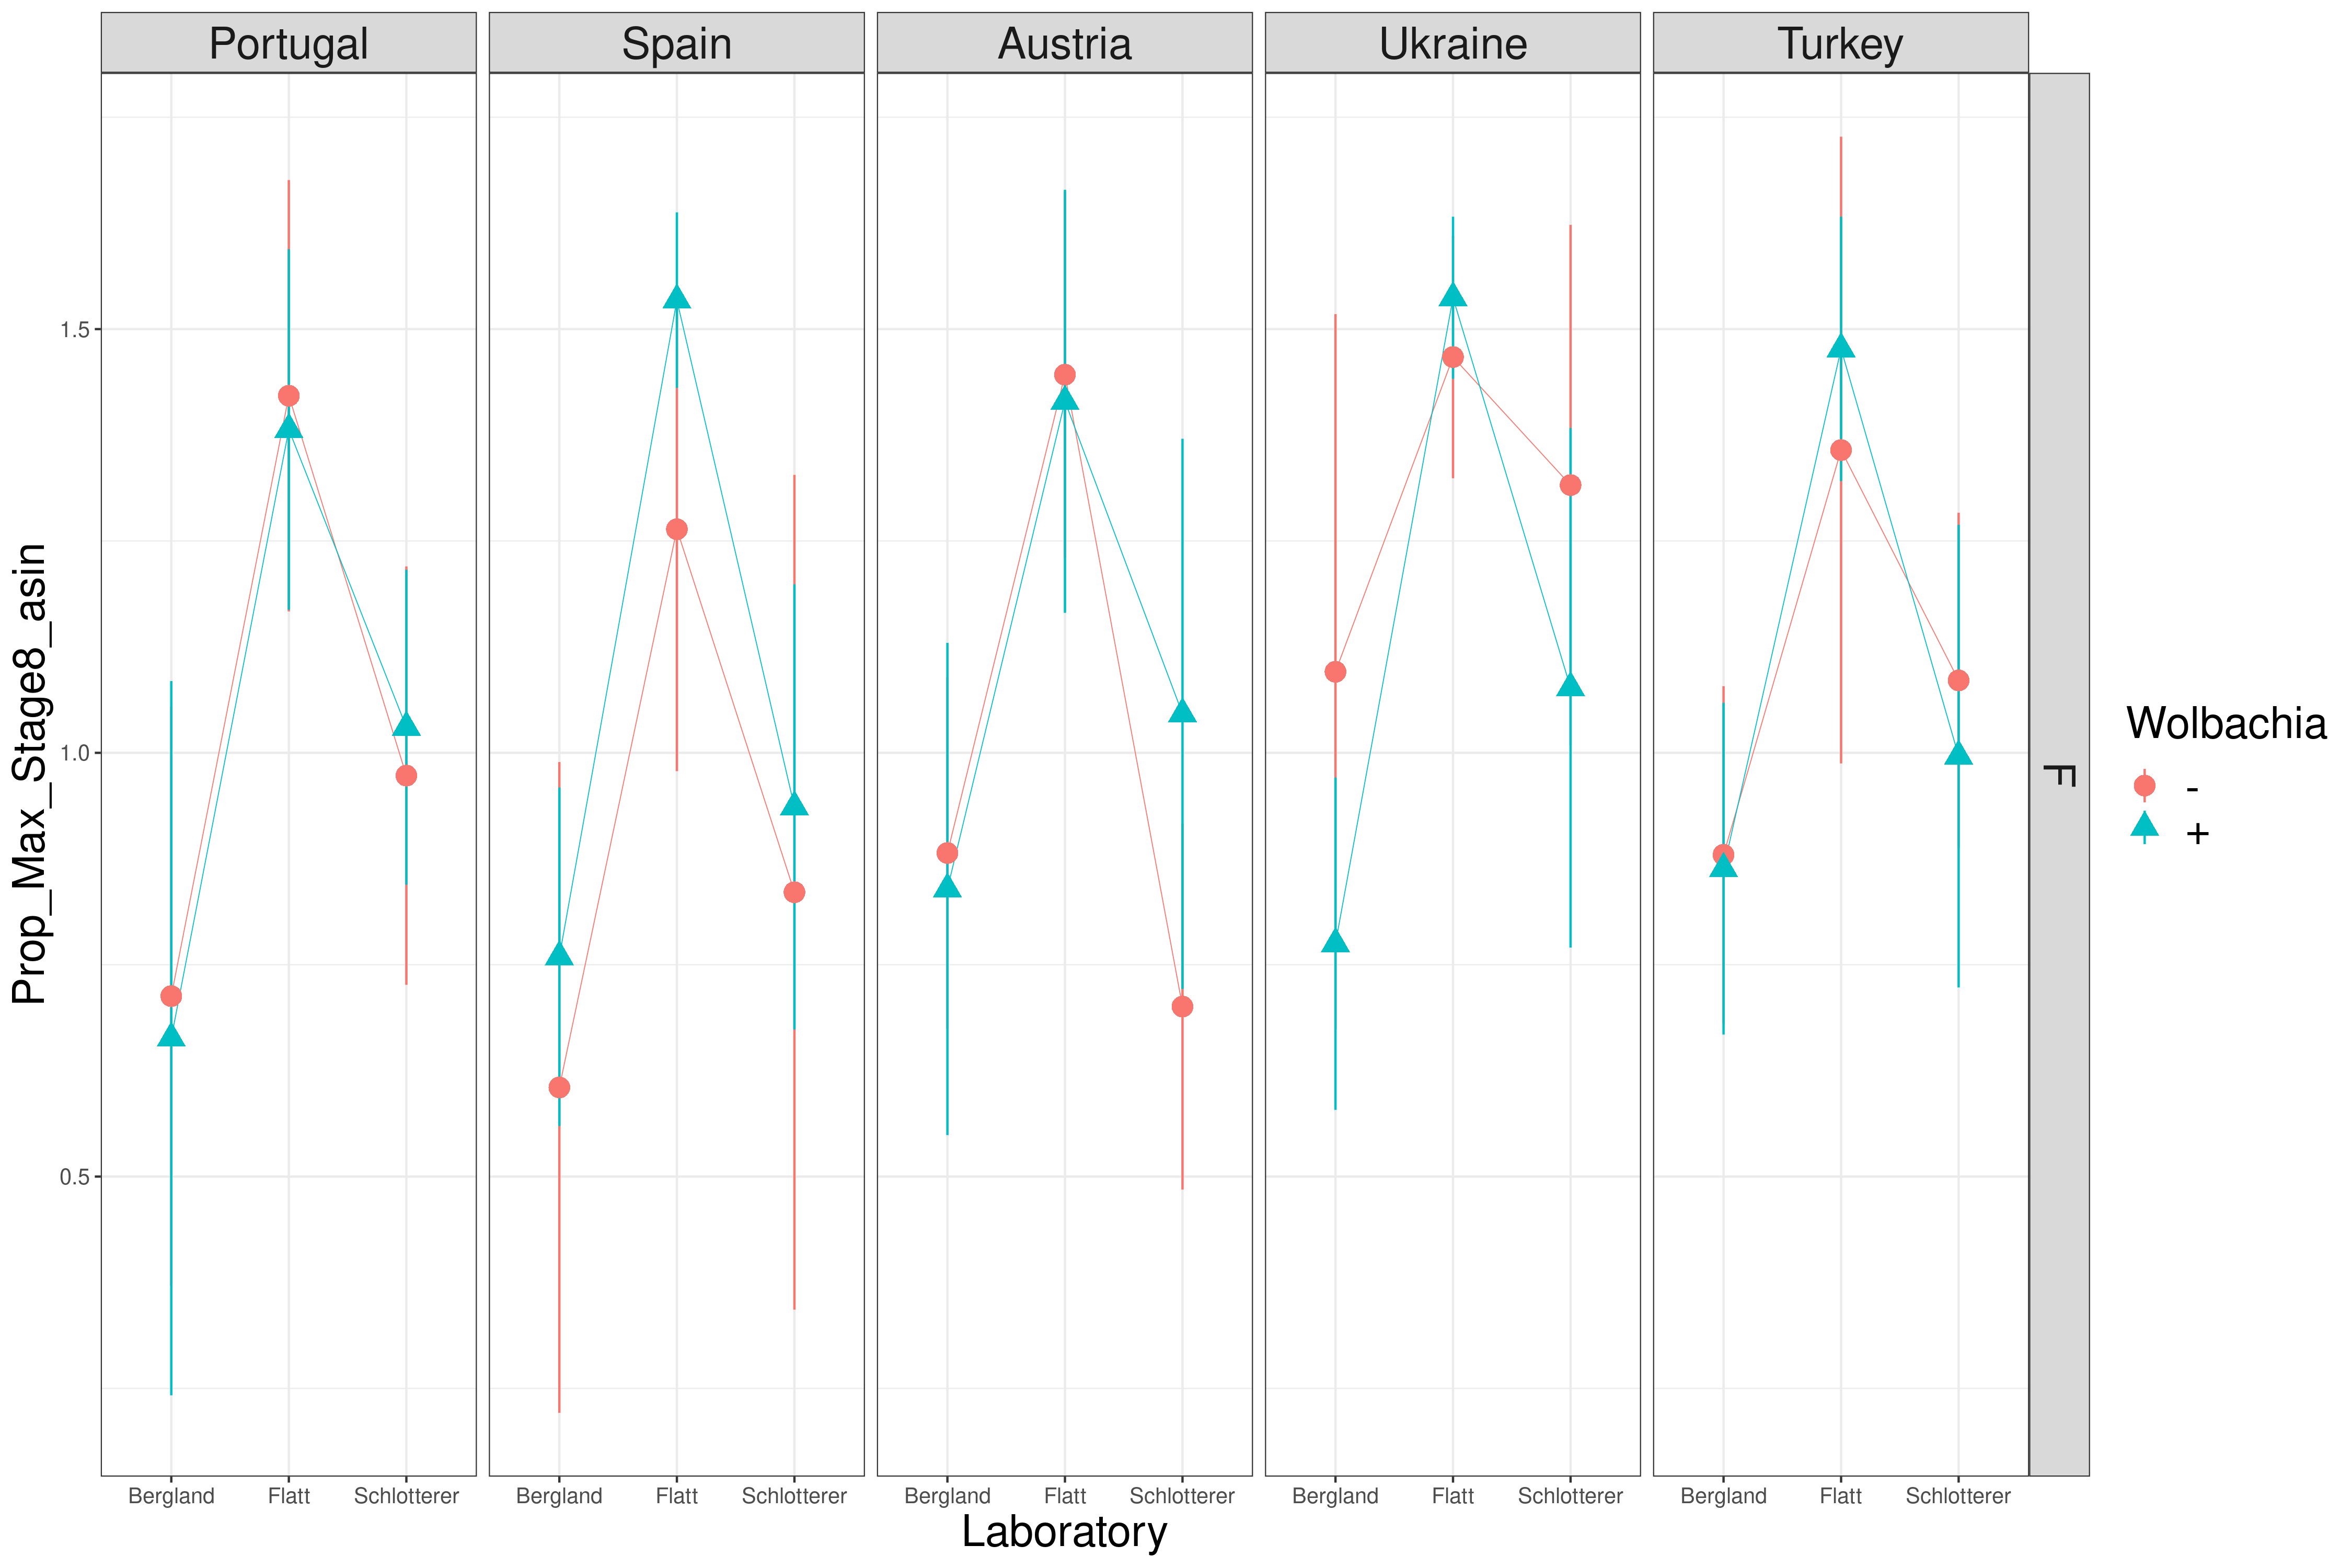 Portugal Spain Austria Ukraine Turkey
F
Prop_Max_Stage8_asin
1.5
1.0
0.5
Bergland Flatt Schlotterer Bergland Flatt Schlotterer Bergland Flatt Schlotterer Bergland Flatt Schlotterer Bergland Flatt Schlotterer
Laboratory
Wolbachia
-
+